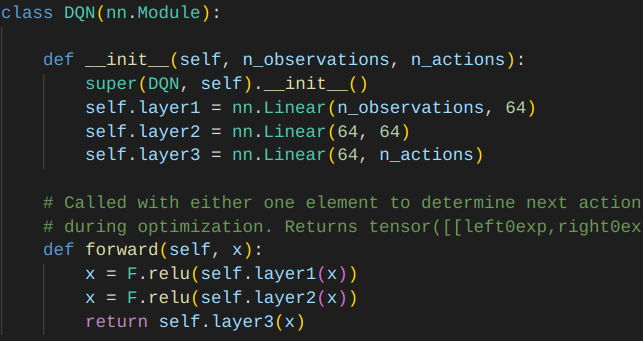 class DQN(nn.Module):
def __init__(self, n_observations, n_actions):
super(DQN, self).__init__()
self.layer1 = nn.Linear(n_observations, 64)
self.layer2 = nn.Linear(64, 64)
self.layer3 = nn.Linear(64, n_actions)
# Called with either one element to determine next action
# during optimization. Returns tensor([[left0exp,right0ex
def forward(self, x):
x = F.relu(self.layer1(x))
x = F.relu(self.layer2(x))
return self.layer3(x)